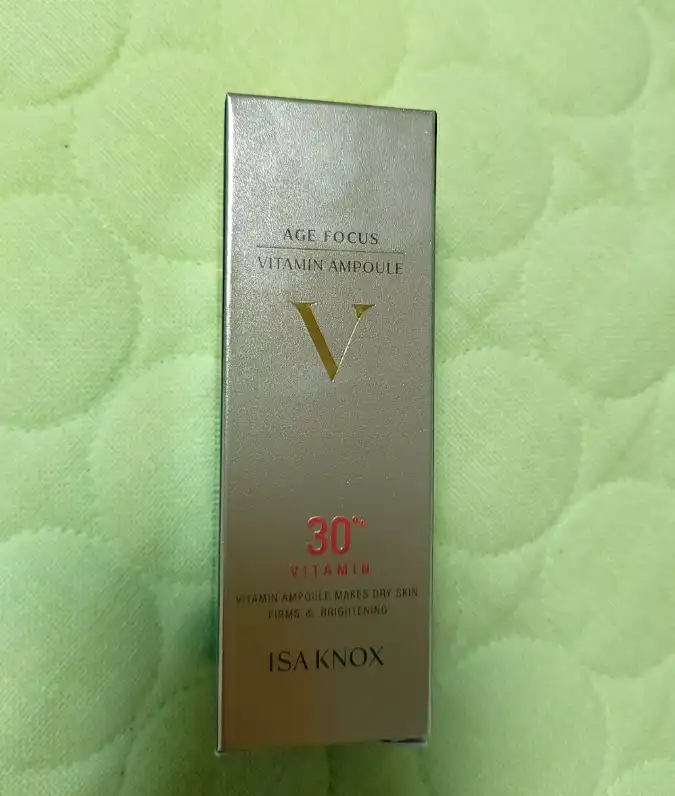 AGE FOCUS
VITAMIN AMPOULE
V
30%
VITAMIN
VITAMIN AMPOULE MAKES DRY SKIN
FIRMS & BRIGHTENING
ISA KNOX